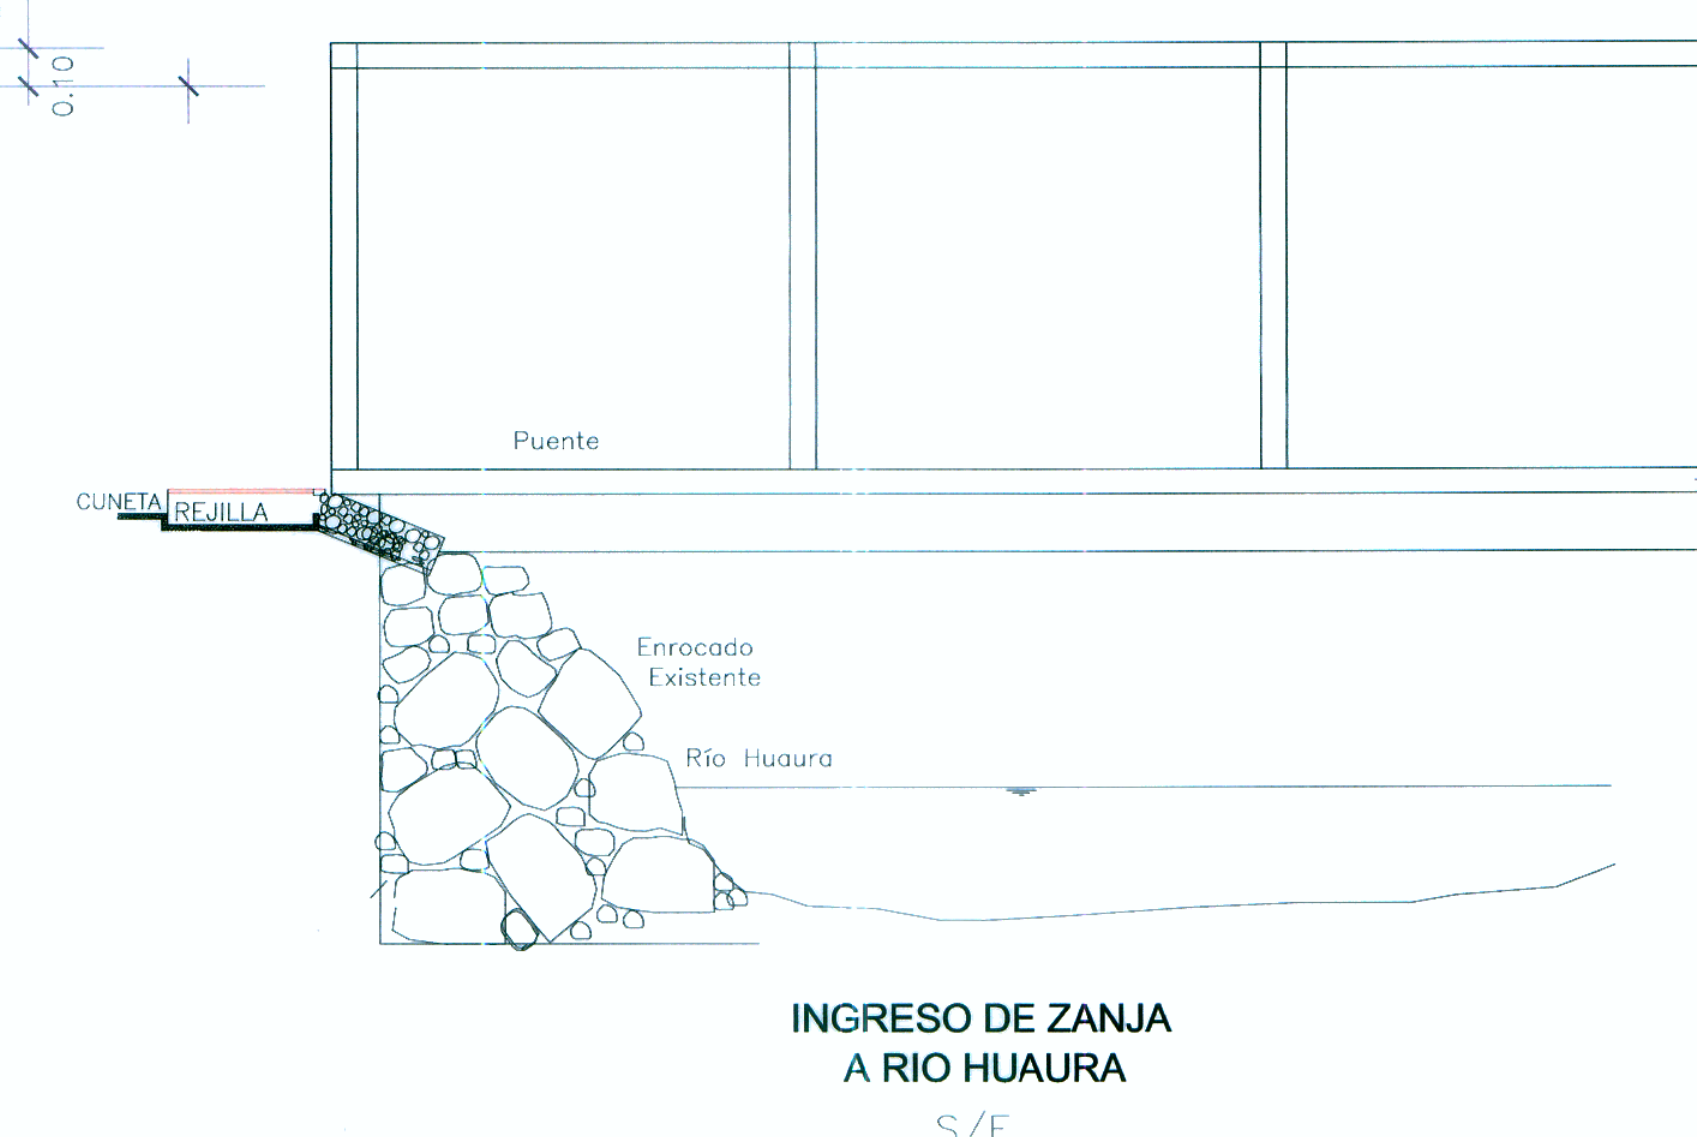 0.10
Puente
CUNETA
REJILLA
Enrocado
Existente
Río Huaura
INGRESO DE ZANJA
A RIO HUAURA
S/E